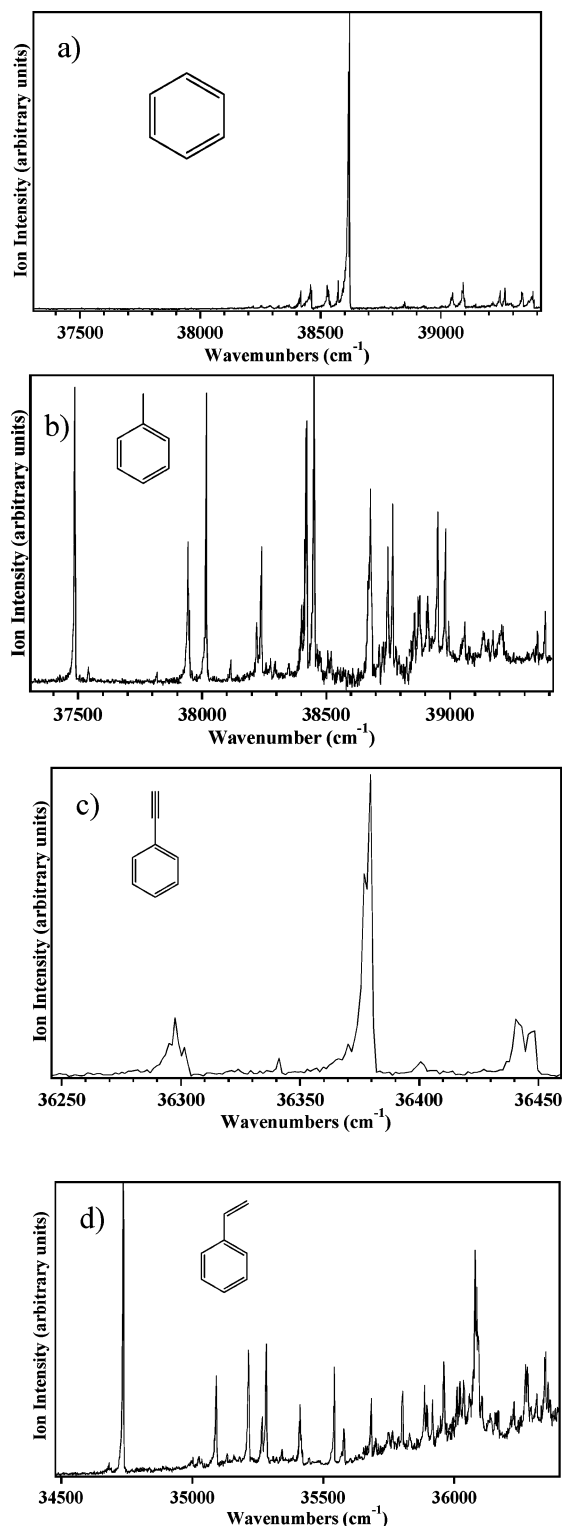 a)
Ion Intensity (arbitrary units)
37500 38000 38500 39000
Wavemunbers (cm-1)
b)
Ion Intensity (arbitrary units)
37500 38000 38500 39000
Wavenumber (cm-1)
c)
Ion Intensity (arbitrary units)
36250 36300 36350 36400 36450
Wavenumbers (cm-1)
d)
Ion Intensity (arbitrary units)
34500 35000 35500 36000
Wavenumbers (cm-1)